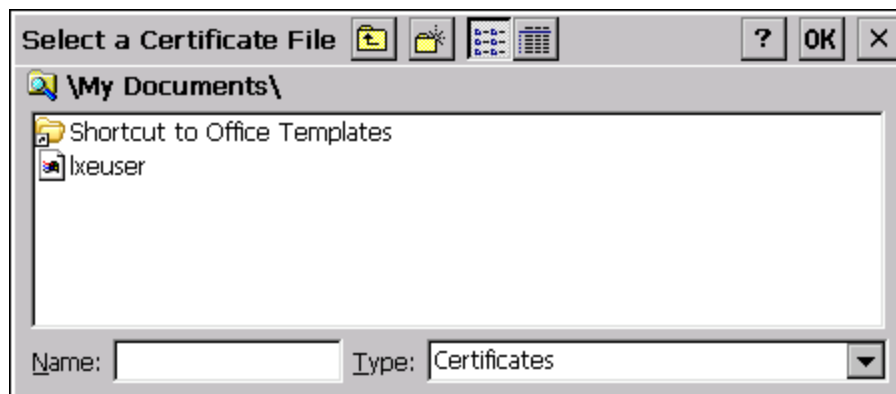 Select a Certificate File ? OK ×
\My Documents\
Shortcut to Office Templates
lxeuser
Name: Type: Certificates